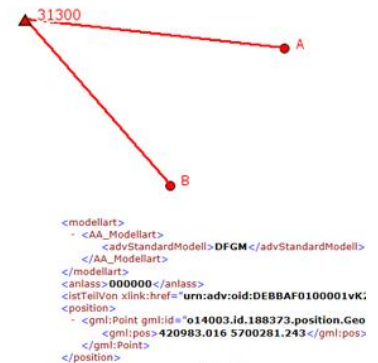 31300
A
B
<modellart>
- <AA_Modellart>
<advStandardModell>DFGM</advStandardModell>
</AA_Modellart>
</modellart>
<anlass>000000</anlass>
<istTeilVon xlink:href="urn:adv:oid:DEBBAF0100001vK2
<position>
- <gml:Point gml:id="o14003.id.188373.position.Geo
<gml:pos>420983.016 5700281.243</gml:pos>
</gml:Point>
</position>